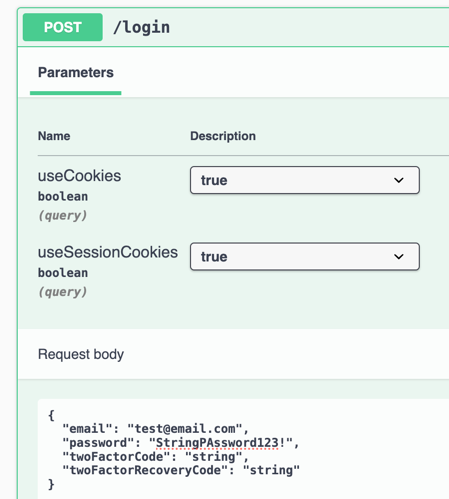 POST /login
Parameters
Name Description
useCookies true
boolean
(query)
useSessionCookies true
boolean
(query)
Request body
{
"email": "test@email.com",
"password": "StringPAssword123!",
"twoFactorCode": "string",
"twoFactorRecoveryCode": "string"
}